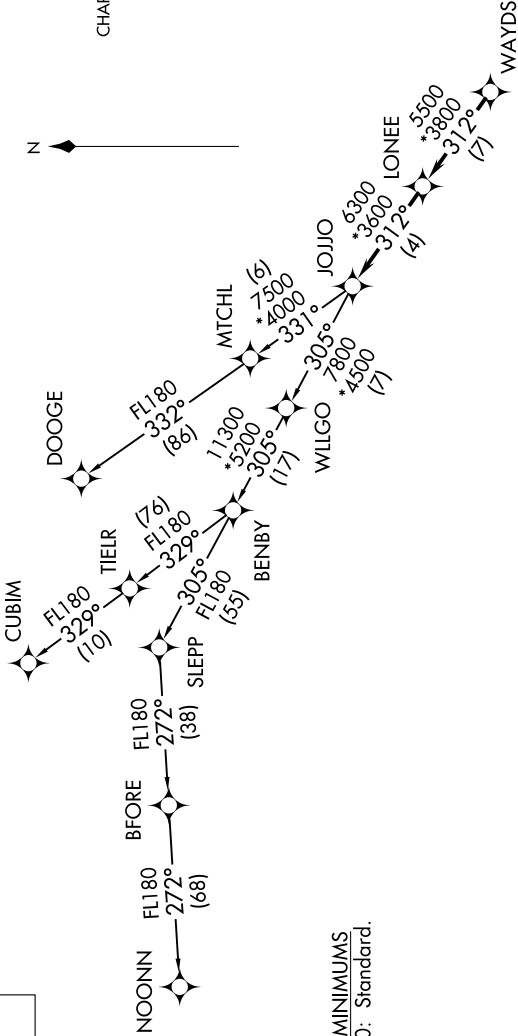 CHAR
N
WAYDS
5500
*3800
312°
(7)
LONEE
6300
*3600
312°
(4)
JOJJO
(6)
7500
*4000
331°
MTCHL
FL180
332°
(86)
DOOGE
305°
7800
*4500
(7)
WLLGO
11300
*5200
305°
(17)
BENBY
(76)
FL180
329°
TIELR
FL180
329°
(10)
CUBIM
305°
FL180
(55)
SLEPP
FL180
272°
(38)
BFORE
FL180
272°
(68)
NOONN
MINIMUMS
0: Standard.